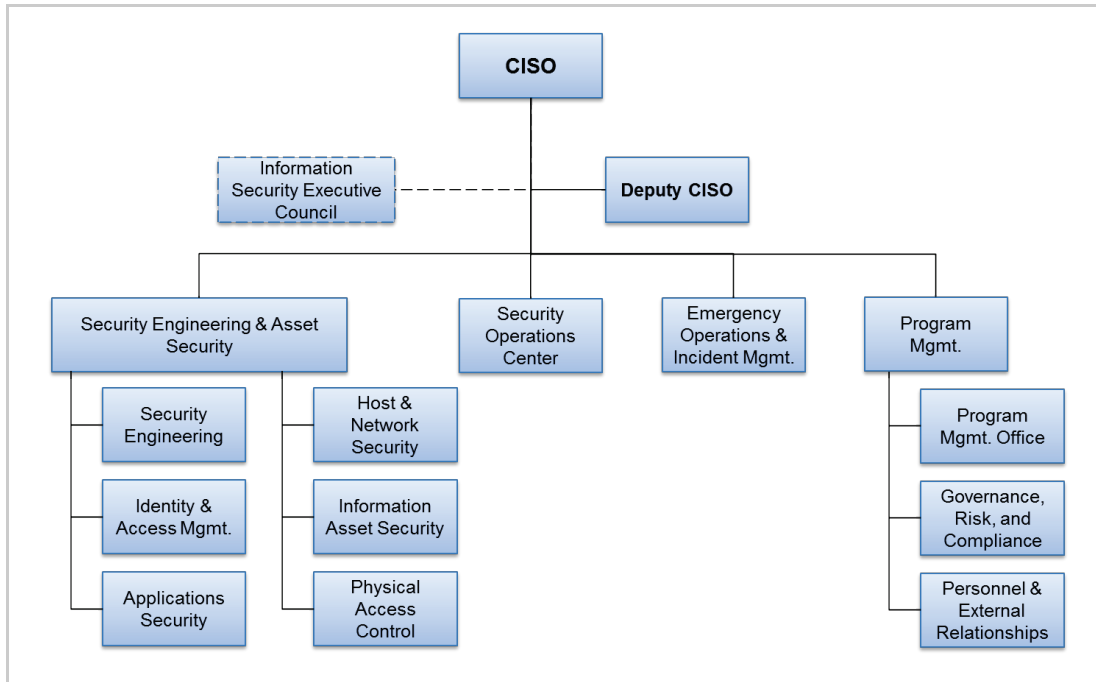 CISO
Information
Security Executive
Council
Deputy CISO
Security Engineering & Asset
Security
Security
Operations
Center
Emergency
Operations &
Incident Mgmt.
Program
Mgmt.
Security
Engineering
Identity &
Access Mgmt.
Applications
Security
Host &
Network
Security
Information
Asset Security
Physical
Access
Control
Program
Mgmt. Office
Governance,
Risk, and
Compliance
Personnel &
External
Relationships